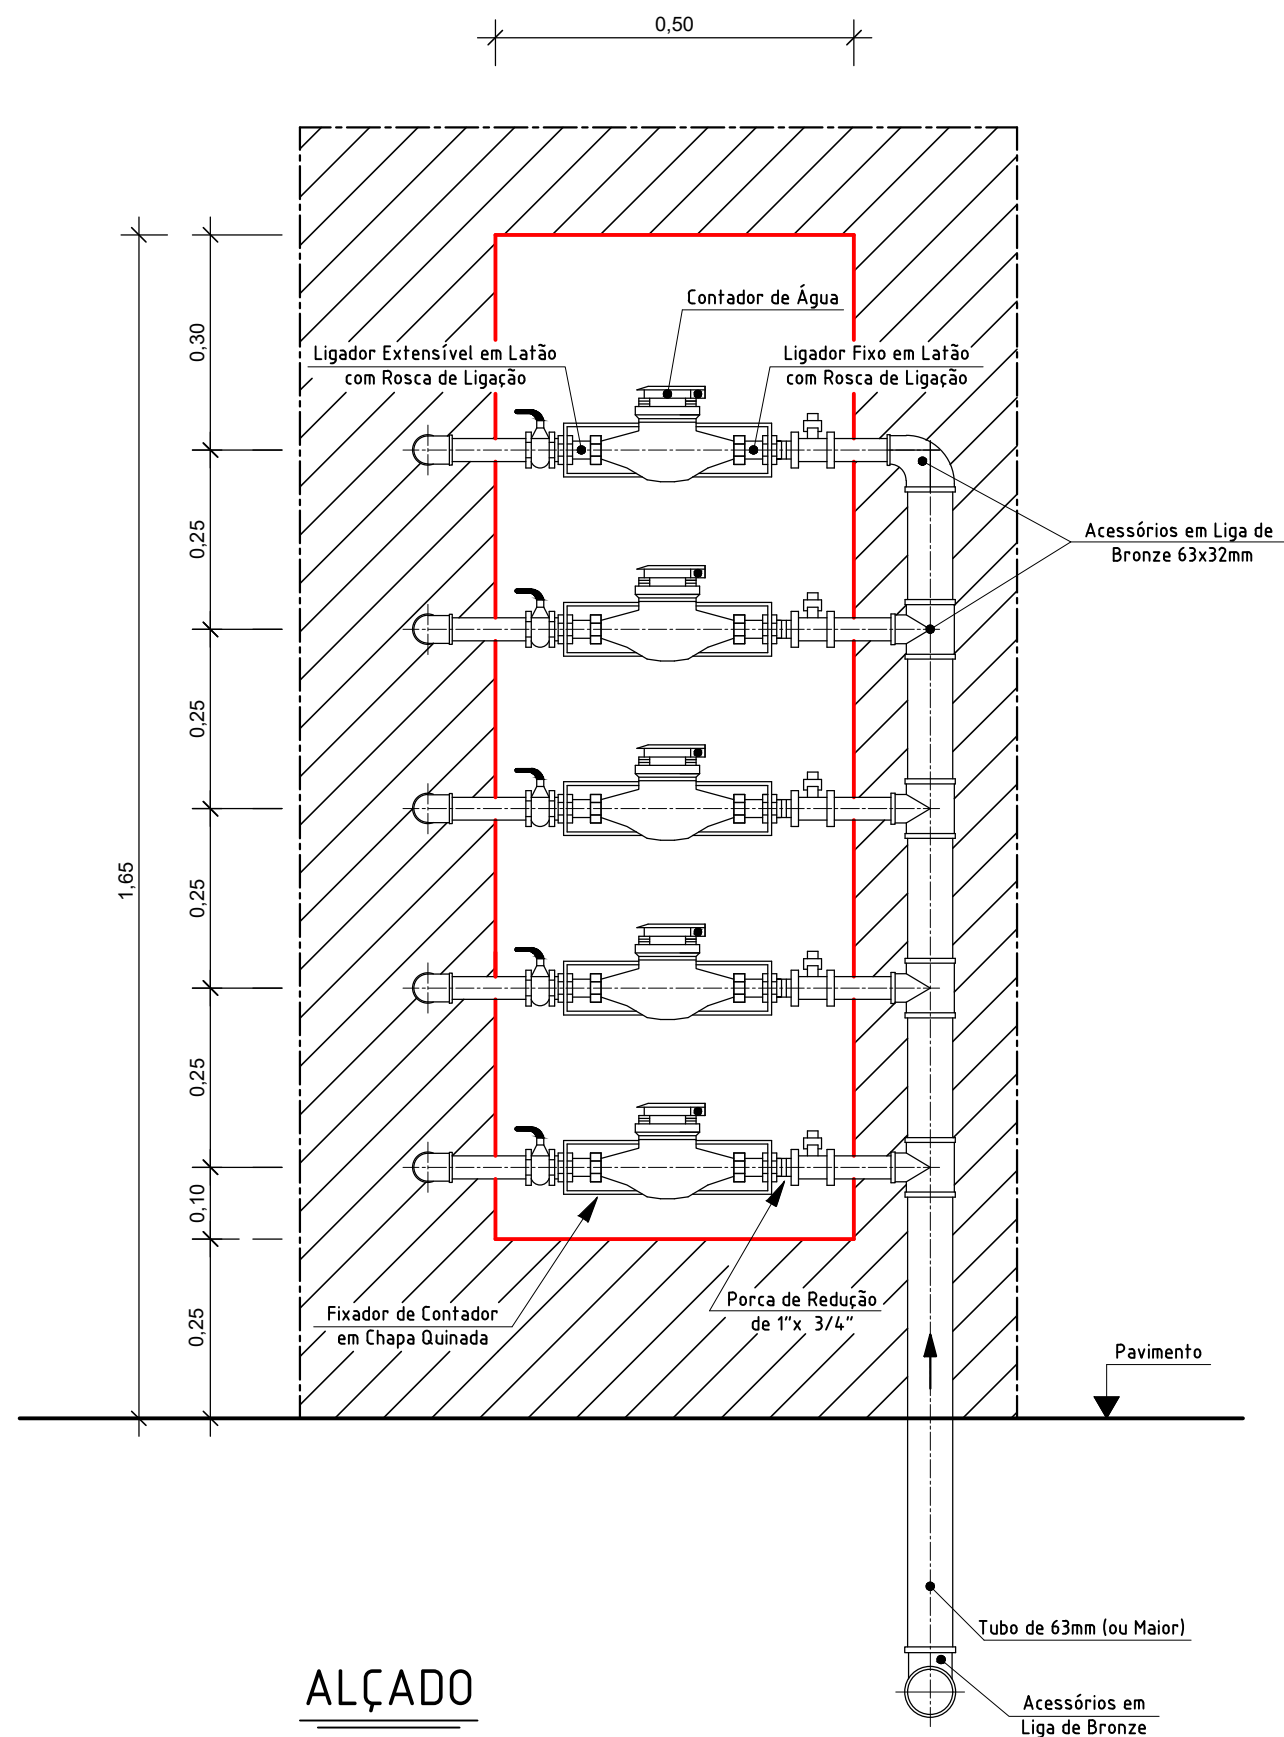 0,50
Contador de Água
Ligador Extensível em Latão
com Rosca de Ligação
Ligador Fixo em Latão
com Rosca de Ligação
0,30
0,25
Acessórios em Liga de
Bronze 63x32mm
0,25
1,65
0,25
0,25
0,10
0,25
Fixador de Contador
em Chapa Quinada
Porca de Redução
de 1"x 3/4"
Pavimento
Tubo de 63mm (ou Maior)
ALÇADO
Acessórios em
Liga de Bronze